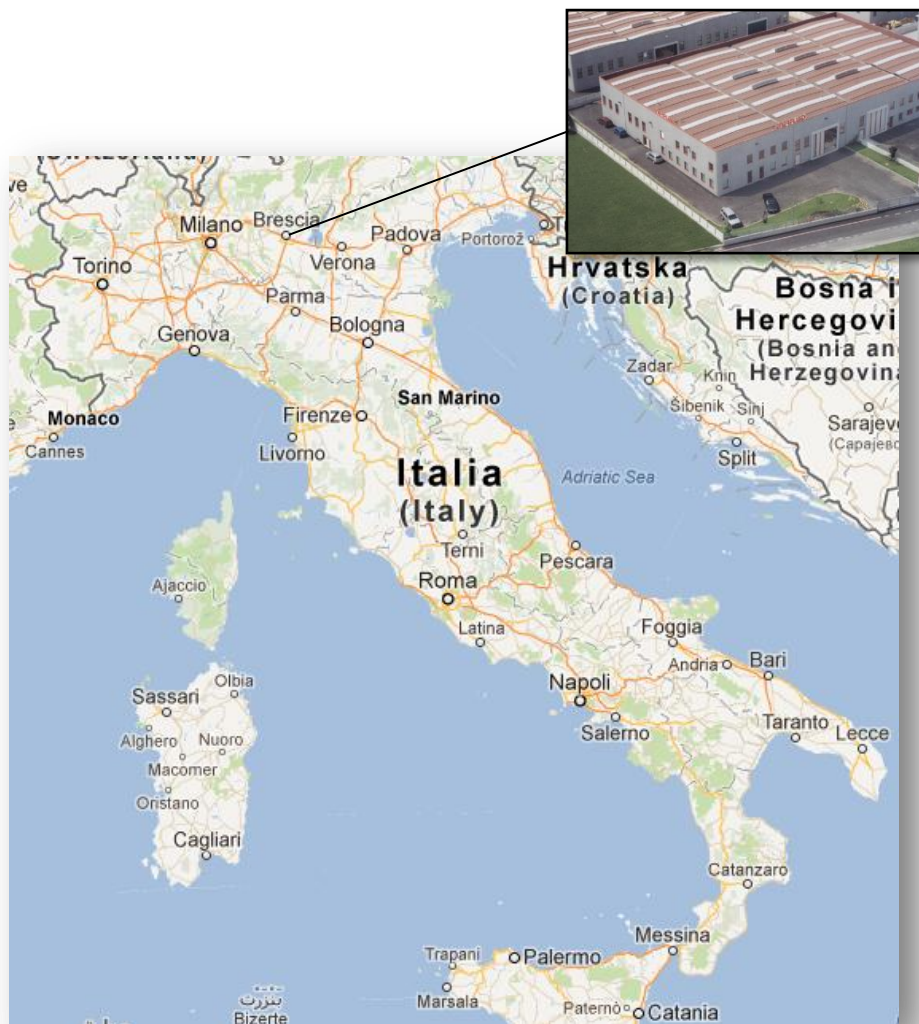 Milano
Brescia
Verona
Padova
Portorož
Torino
Parma
Genova
Bologna
Hrvatska
(Croatia)
Bosna i
Hercegovi
(Bosnia an
Herzegovina
Zadar
Knin
Šibenik
Sinj
Split
Sarajev
Monaco
Cannes
Firenze
San Marino
Livorno
Italia
(Italy)
Adriatic Sea
Terni
Pescara
Ajaccio
Roma
Latina
Foggia
Andria
Bari
Olbia
Sassari
Napoli
Salerno
Taranto
Lecce
Alghero
Nuoro
Macomer
Oristano
Cagliari
Catanzaro
Messina
Trapani
Palermo
Marsala
Paternò
Catania
بنزرت
Bizerte